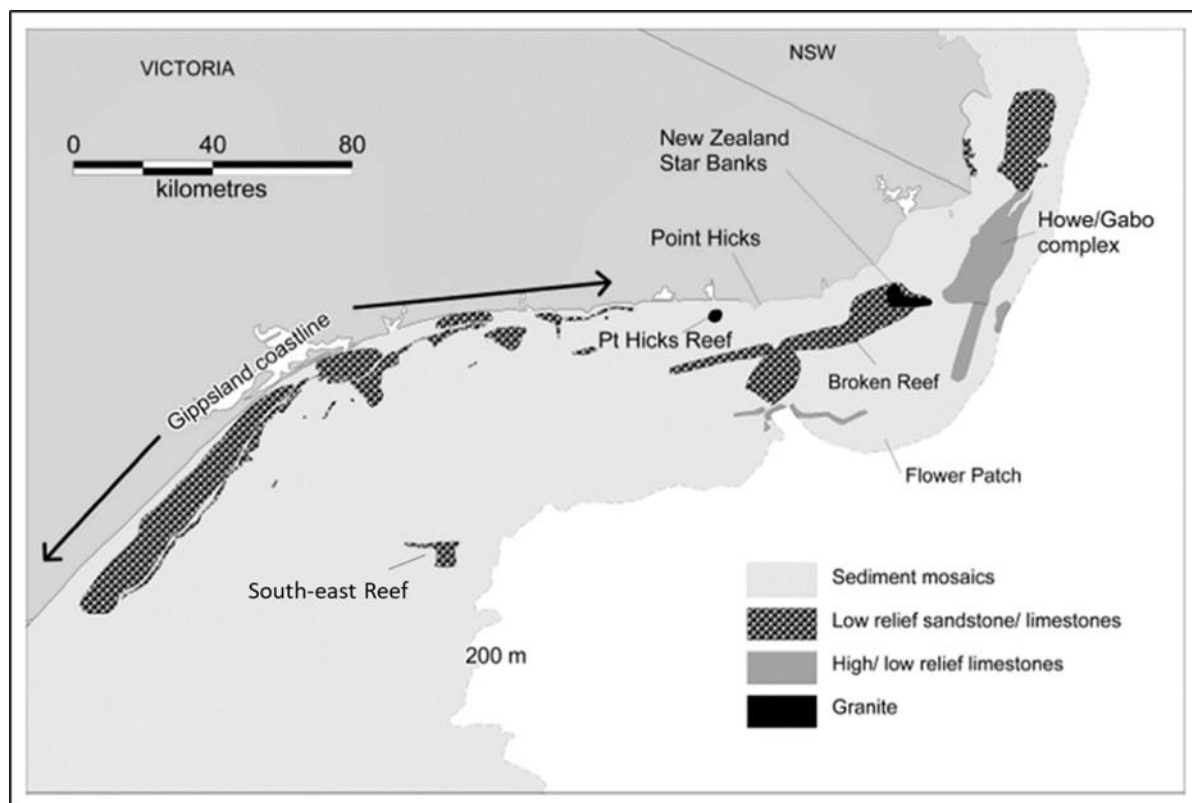 VICTORIA
NSW
0 40 80
kilometres
New Zealand
Star Banks
Point Hicks
Howe/Gabo
complex
Gippsland coastline
Pt Hicks Reef
Broken Reef
Flower Patch
South-east Reef
200 m
Sediment mosaics
Low relief sandstone/ limestones
High/ low relief limestones
Granite